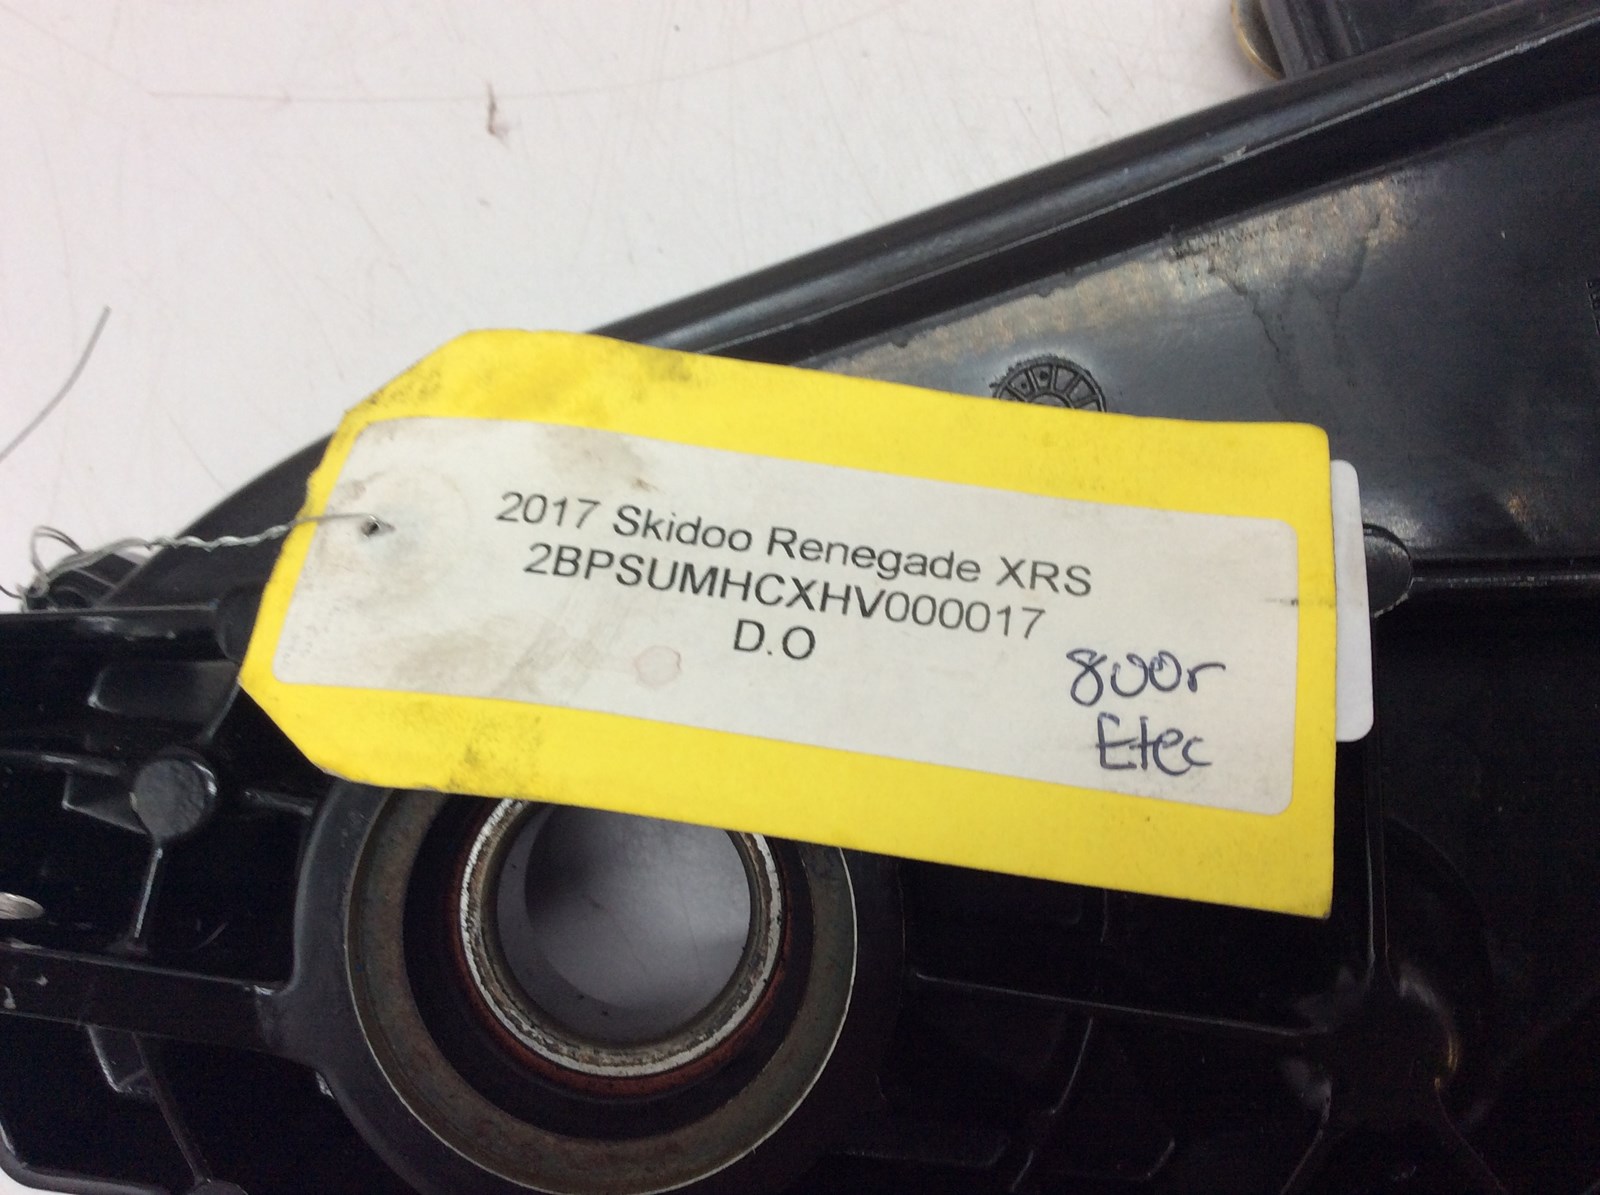 2017 Skidoo Renegade XRS
2BPSUMHCXHV000017
D.O
800r
Etec